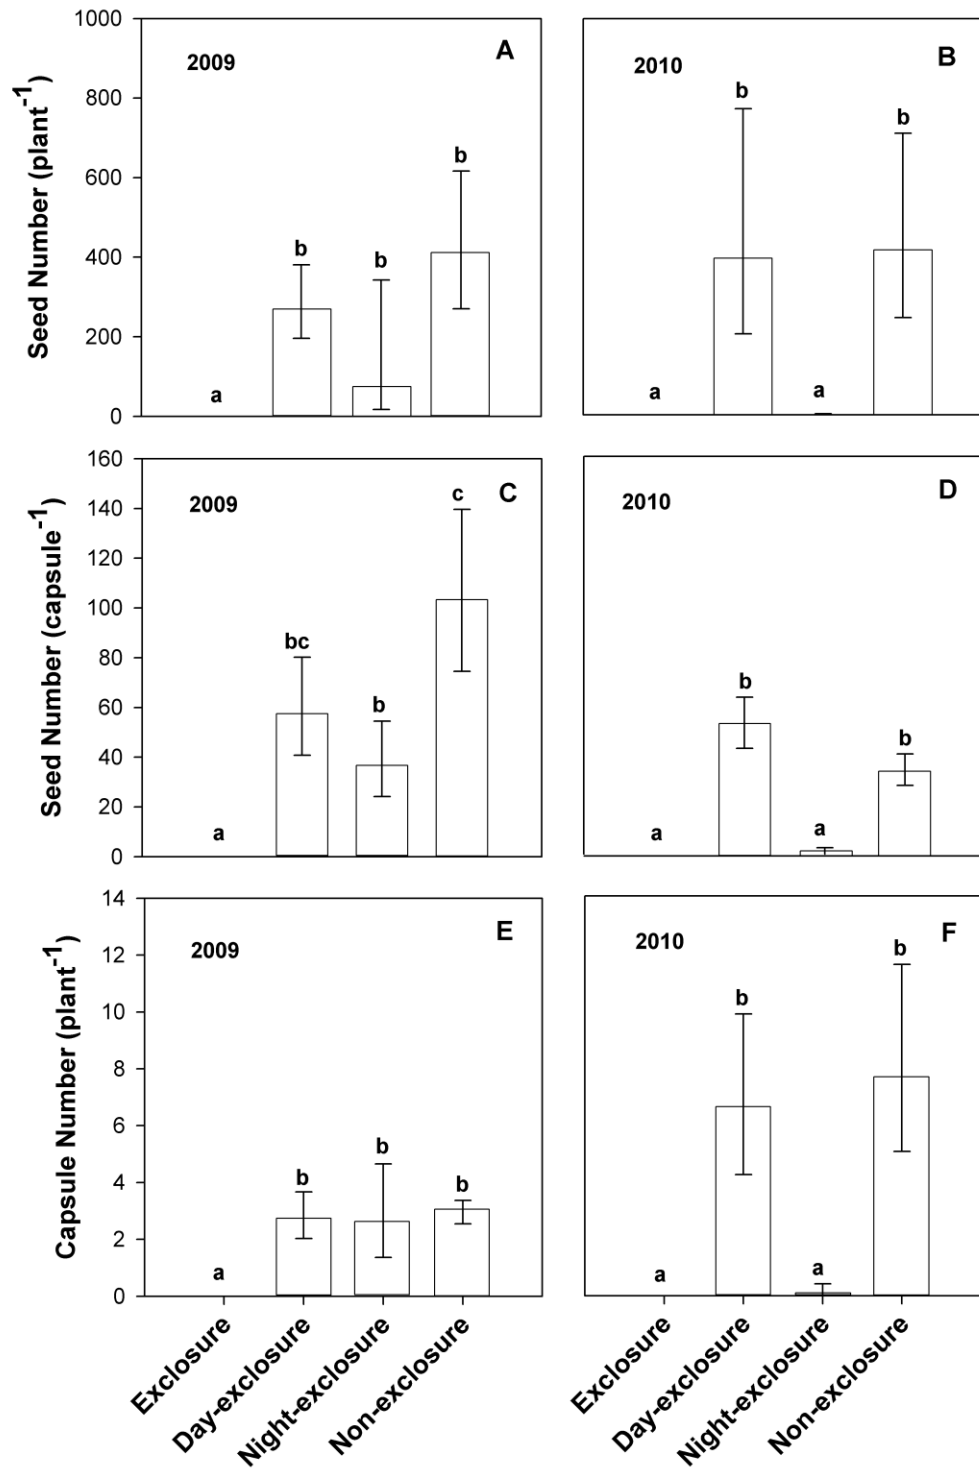 Seed Number (plant-1)
1000
800
600
400
200
0
2009
A
a
b
b
b
2010
B
a
b
a
b
Seed Number (capsule-1)
160
140
120
100
80
60
40
20
0
2009
C
a
bc
b
c
2010
D
a
b
a
b
Capsule Number (plant-1)
14
12
10
8
6
4
2
0
2009
E
a
b
b
b
2010
F
a
b
a
b
Exclosure
Day-exclosure
Night-exclosure
Non-exclosure
Exclosure
Day-exclosure
Night-exclosure
Non-exclosure